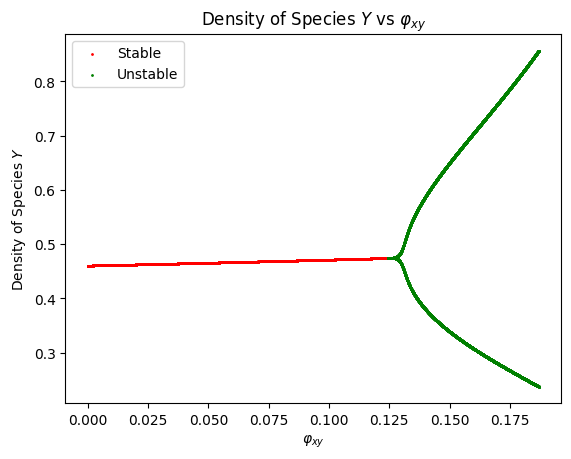 Density of Species Y vs φxy
Stable
Unstable
Density of Species Y
0.8
0.7
0.6
0.5
0.4
0.3
0.000 0.025 0.050 0.075 0.100 0.125 0.150 0.175
φxy